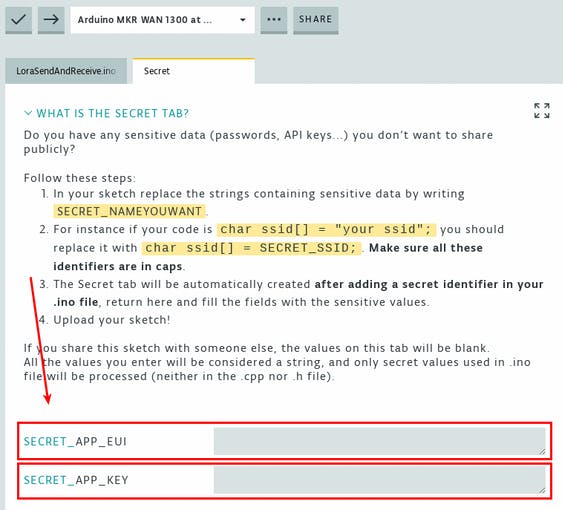 Arduino MKR WAN 1300 at ...
SHARE
LoraSendAndReceive.ino
Secret
WHAT IS THE SECRET TAB?
Do you have any sensitive data (passwords, API keys...) you don't want to share
publicly?
Follow these steps:
1. In your sketch replace the strings containing sensitive data by writing
SECRET_NAMEYOUWANT.
2. For instance if your code is char ssid[] = "your ssid"; you should
replace it with char ssid[] = SECRET_SSID;. Make sure all these
identifiers are in caps.
3. The Secret tab will be automatically created after adding a secret identifier in your
.ino file, return here and fill the fields with the sensitive values.
4. Upload your sketch!
If you share this sketch with someone else, the values on this tab will be blank.
All the values you enter will be considered a string, and only secret values used in .ino
file will be processed (neither in the .cpp nor .h file).
SECRET_APP_EUI
SECRET_APP_KEY